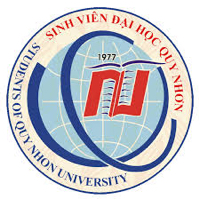 SINH VIÊN ĐẠI HỌC QUY NHƠN
1977
STUDENTS OF QUY NHON UNIVERSITY